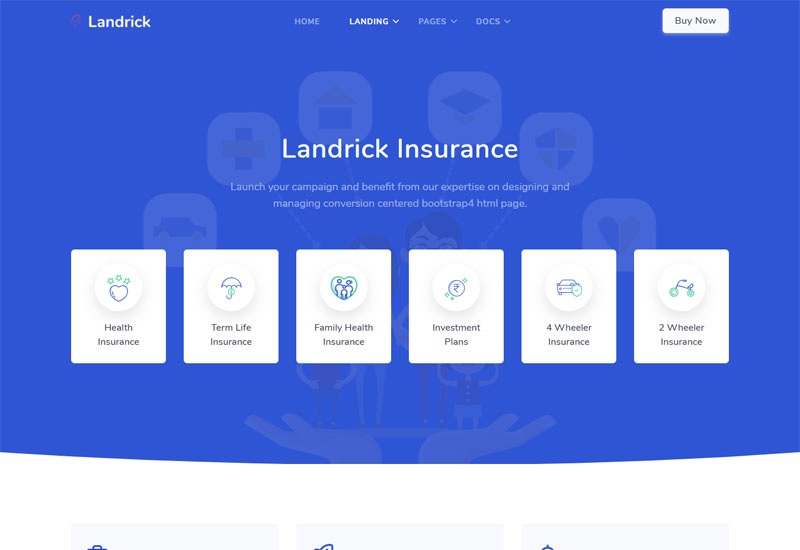 Landrick
HOME
LANDING
PAGES
DOCS
Buy Now
Landrick Insurance
Launch your campaign and benefit from our expertise on designing and
managing conversion centered bootstrap4 html page.
Health
Insurance
Term Life
Insurance
Family Health
Insurance
Investment
Plans
4 Wheeler
Insurance
2 Wheeler
Insurance